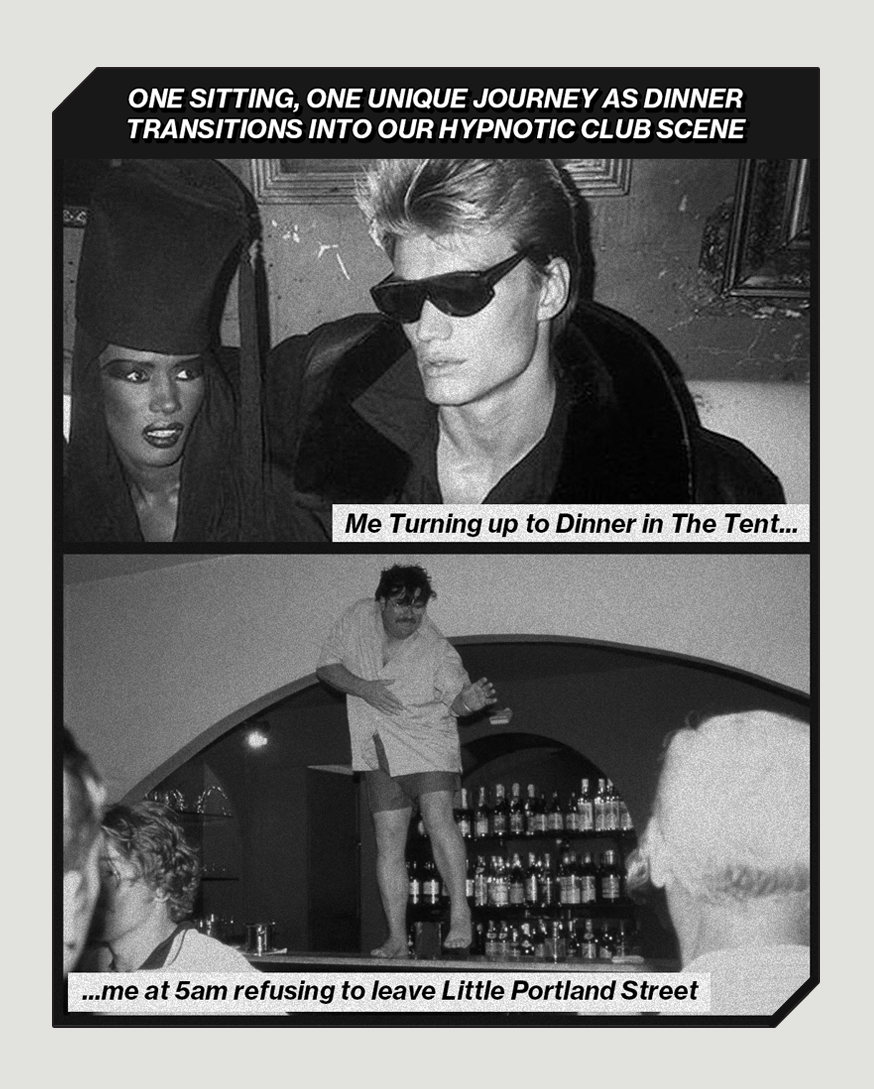 ONE SITTING, ONE UNIQUE JOURNEY AS DINNER
TRANSITIONS INTO OUR HYPNOTIC CLUB SCENE
Me Turning up to Dinner in The Tent...
...me at 5am refusing to leave Little Portland Street